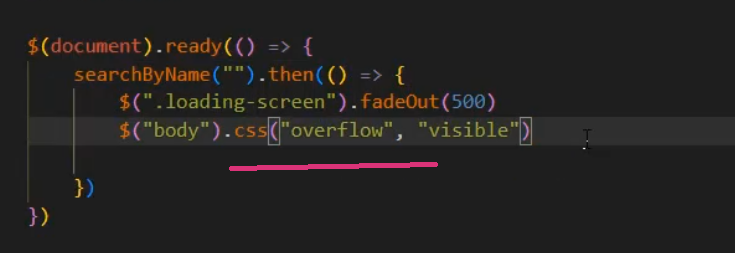 $(document).ready(() => {
searchByName("").then(() => {
$(".loading-screen").fadeOut(500)
$("body").css("overflow", "visible")
})
})